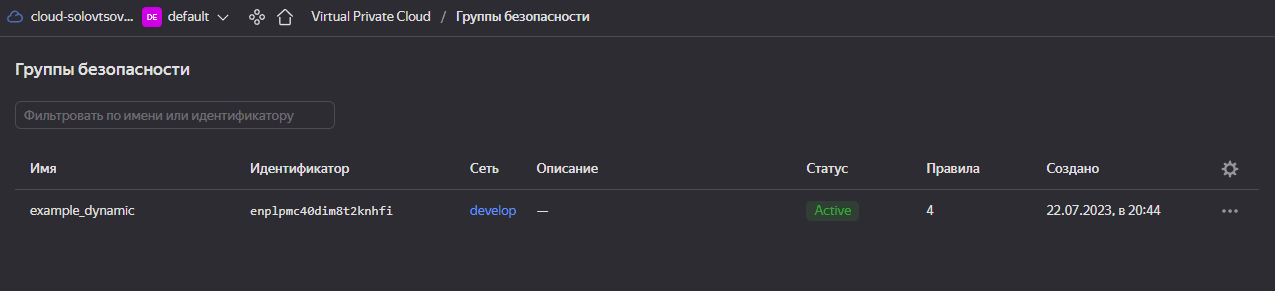 cloud-solovtsov... DE default Virtual Private Cloud / Группы безопасности
Группы безопасности
Фильтровать по имени или идентификатору
Имя Идентификатор Сеть Описание Статус Правила Создано
example_dynamic enplpmc40dim8t2knhfi develop — Active 4 22.07.2023, в 20:44